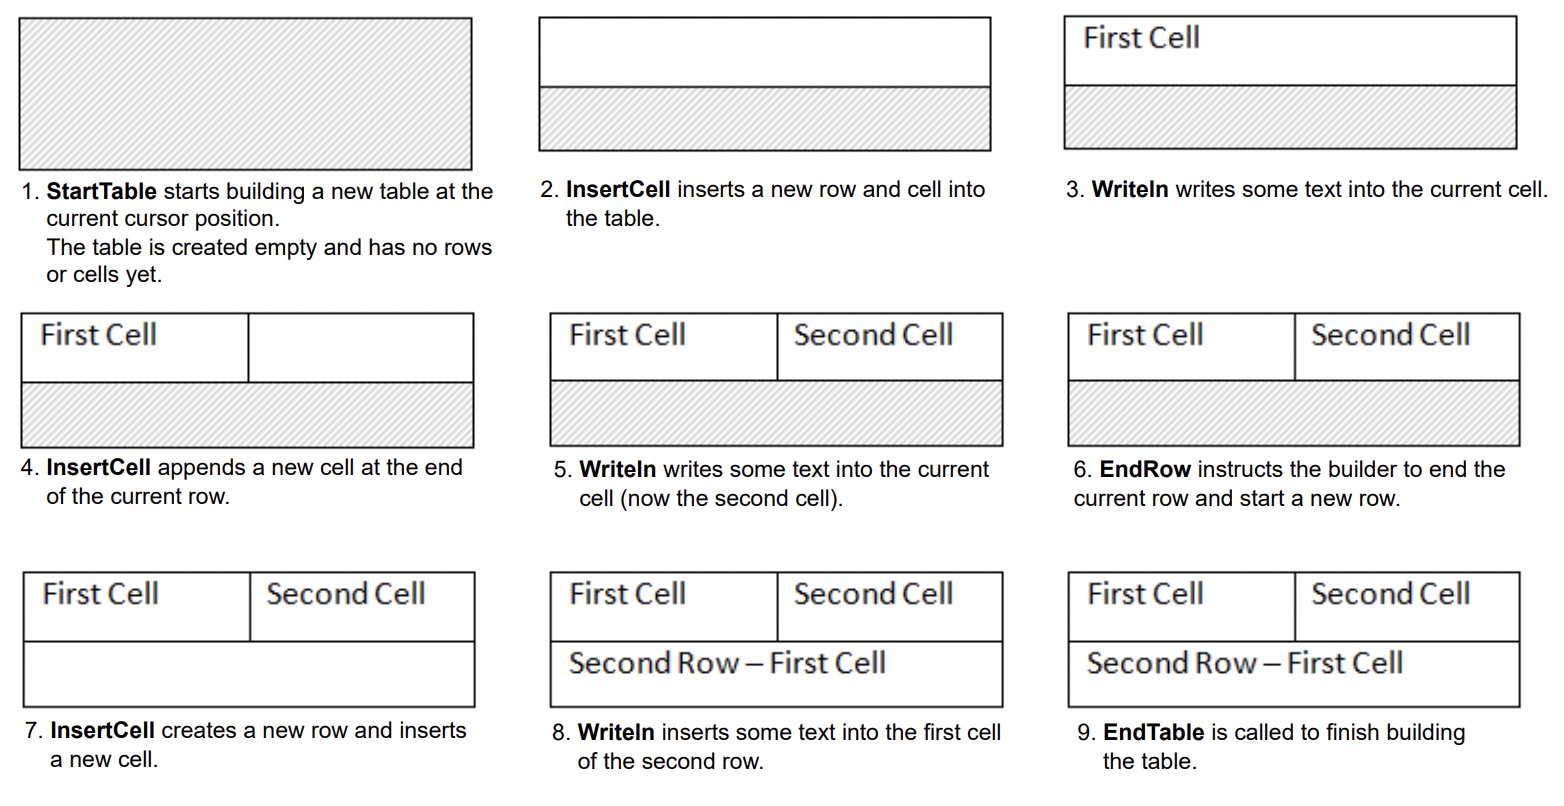 1. StartTable starts building a new table at the
current cursor position.
The table is created empty and has no rows
or cells yet.
2. InsertCell inserts a new row and cell into
the table.
First Cell
3. Writeln writes some text into the current cell.
First Cell
4. InsertCell appends a new cell at the end
of the current row.
First Cell Second Cell
5. Writeln writes some text into the current
cell (now the second cell).
First Cell Second Cell
6. EndRow instructs the builder to end the
current row and start a new row.
First Cell Second Cell
7. InsertCell creates a new row and inserts
a new cell.
First Cell Second Cell
Second Row – First Cell
8. Writeln inserts some text into the first cell
of the second row.
First Cell Second Cell
Second Row – First Cell
9. EndTable is called to finish building
the table.